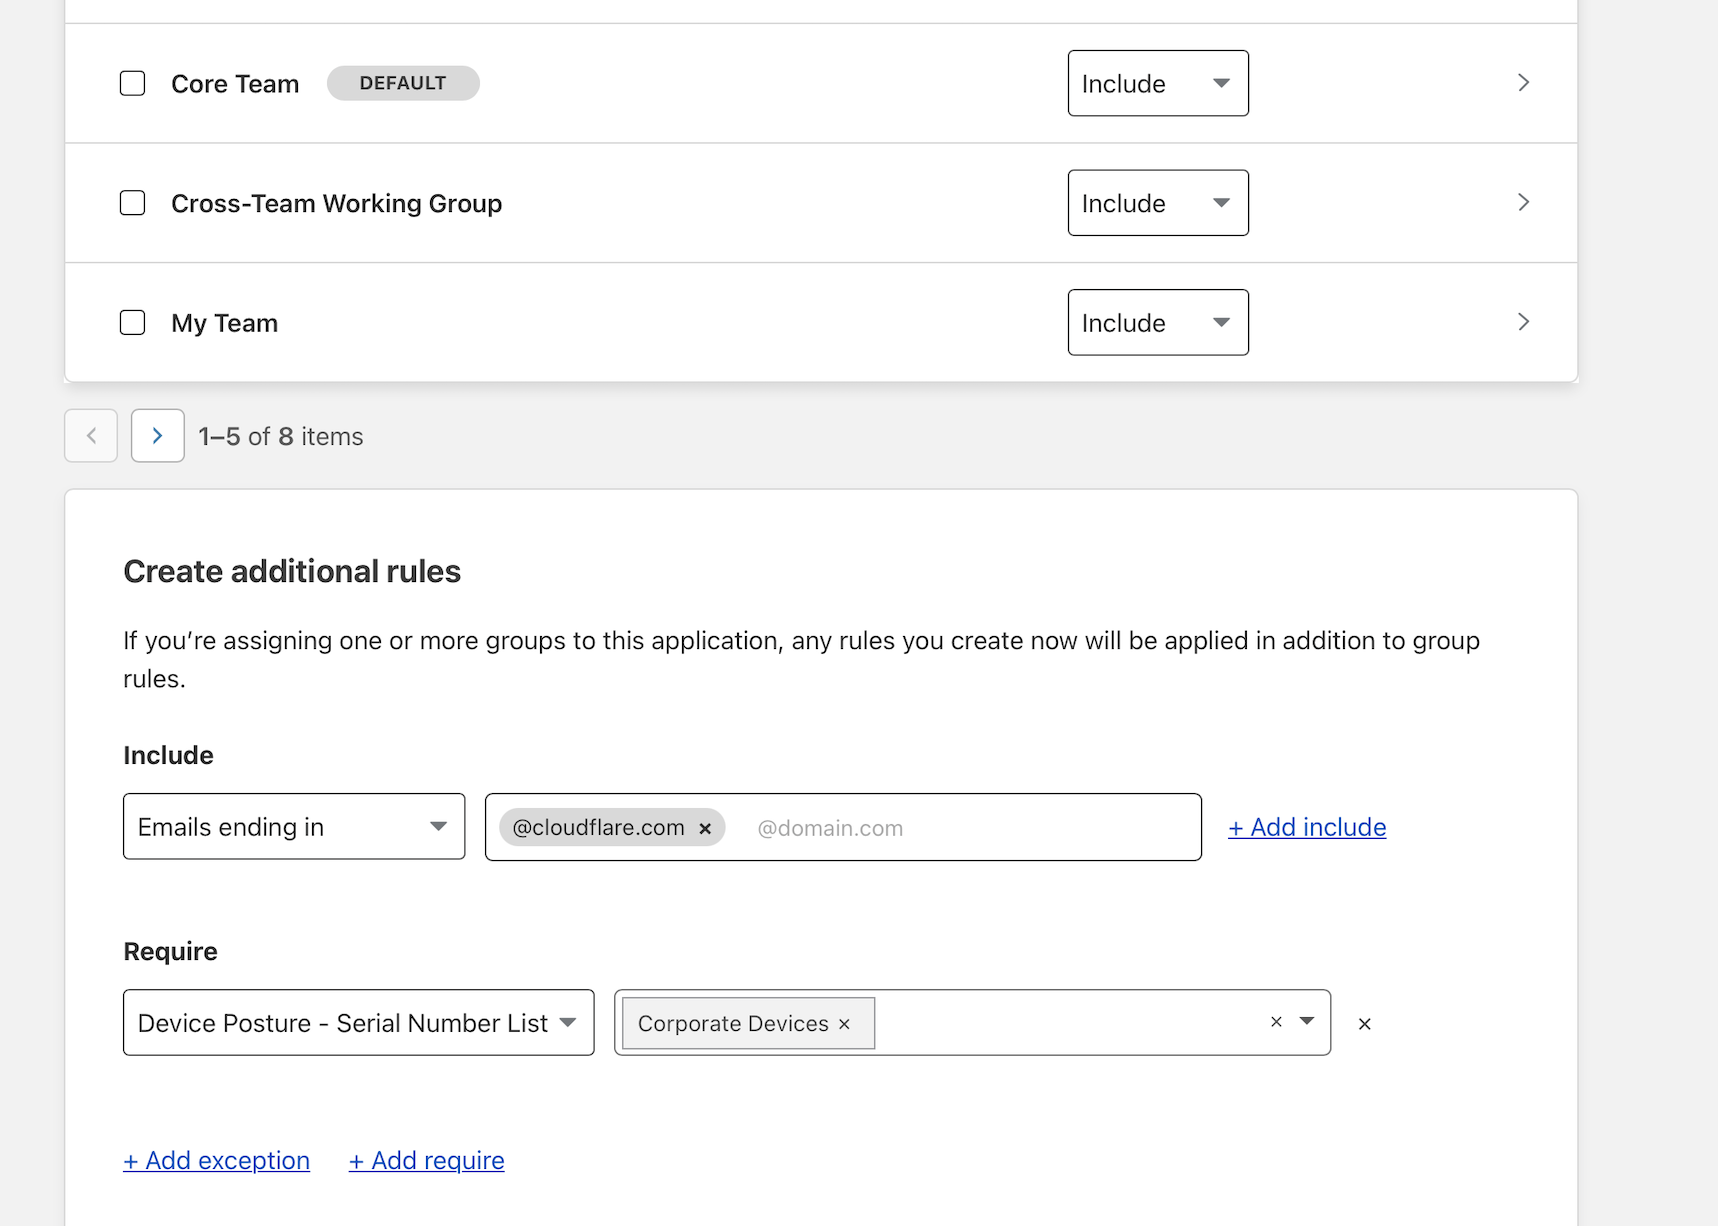 Core Team DEFAULT Include
Cross-Team Working Group Include
My Team Include
1–5 of 8 items
Create additional rules
If you’re assigning one or more groups to this application, any rules you create now will be applied in addition to group
rules.
Include
Emails ending in @cloudflare.com × @domain.com + Add include
Require
Device Posture - Serial Number List Corporate Devices × × ×
+ Add exception + Add require